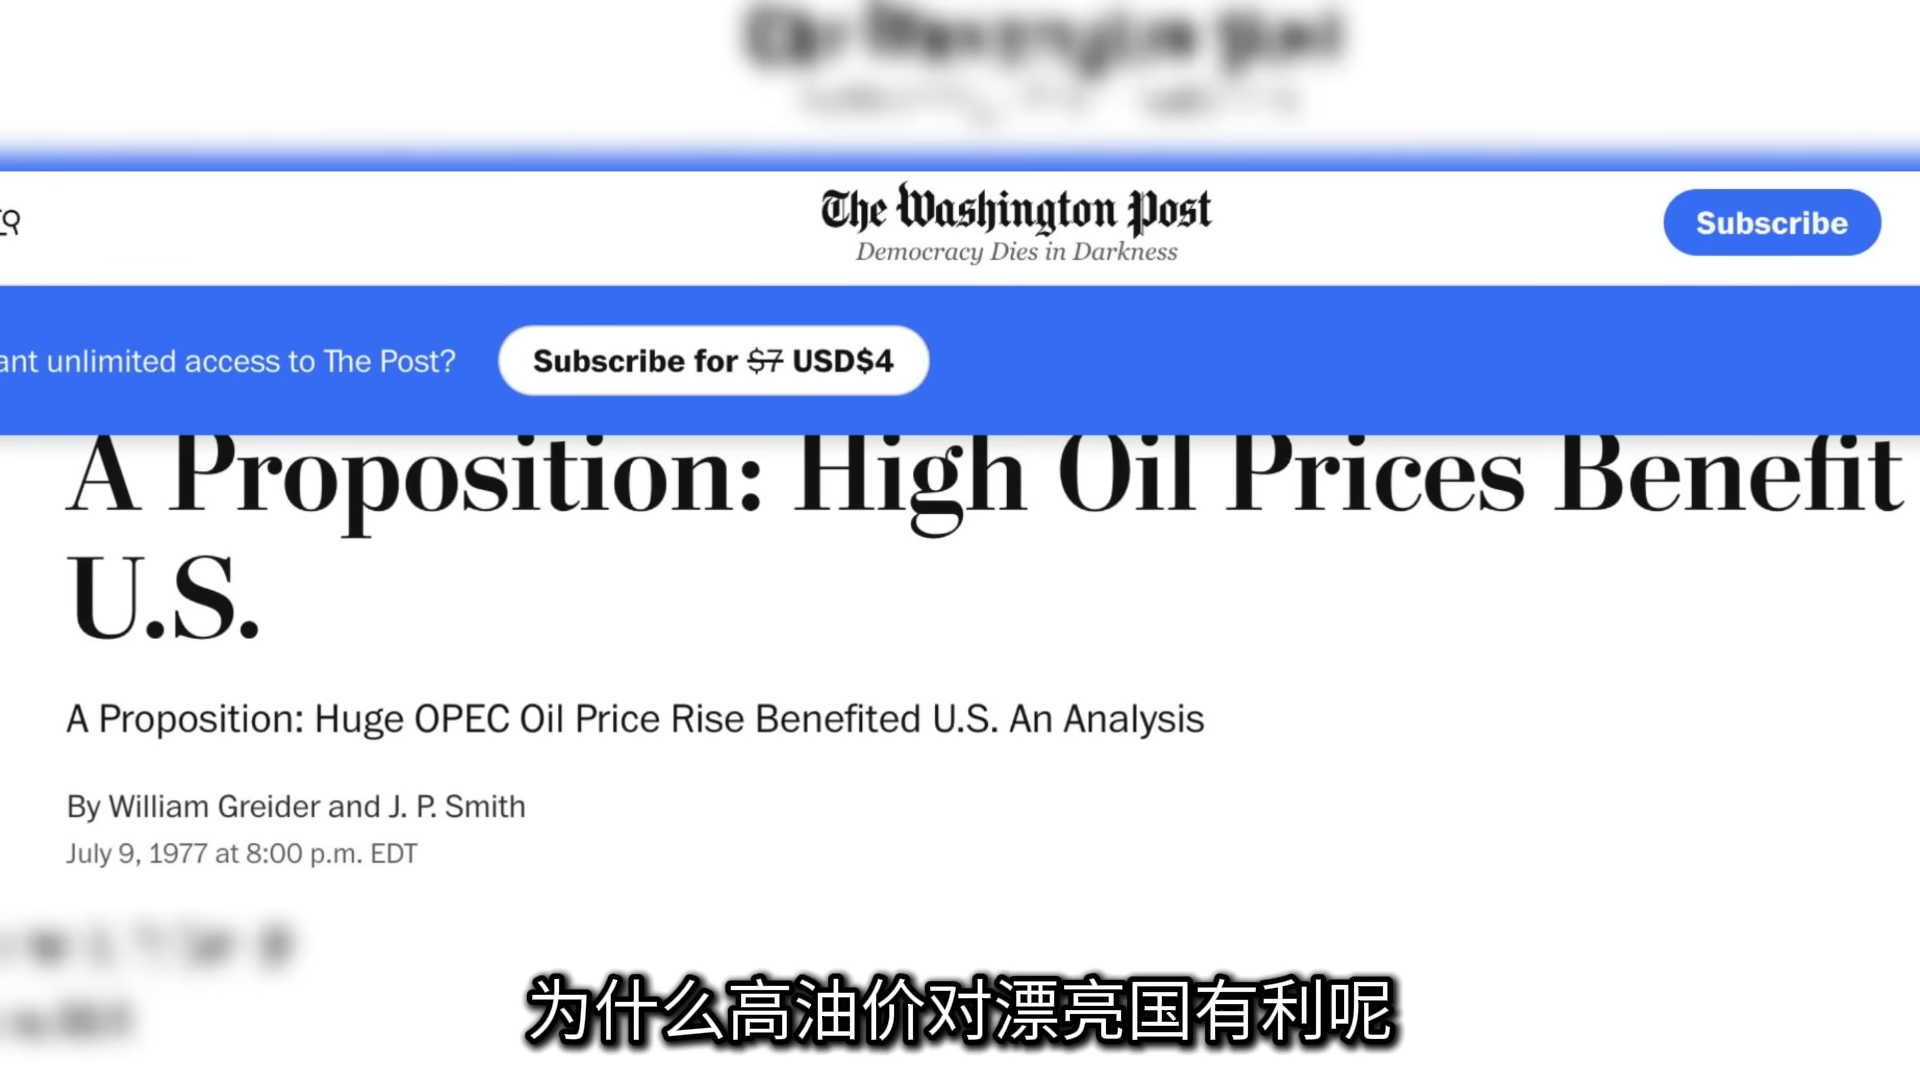 The Washington Post
Democracy Dies in Darkness
Subscribe
ant unlimited access to The Post?
Subscribe for $7 USD$4
A Proposition: High Oil Prices Benefit
U.S.
A Proposition: Huge OPEC Oil Price Rise Benefited U.S. An Analysis
By William Greider and J. P. Smith
July 9, 1977 at 8:00 p.m. EDT
为什么高油价对漂亮国有利呢